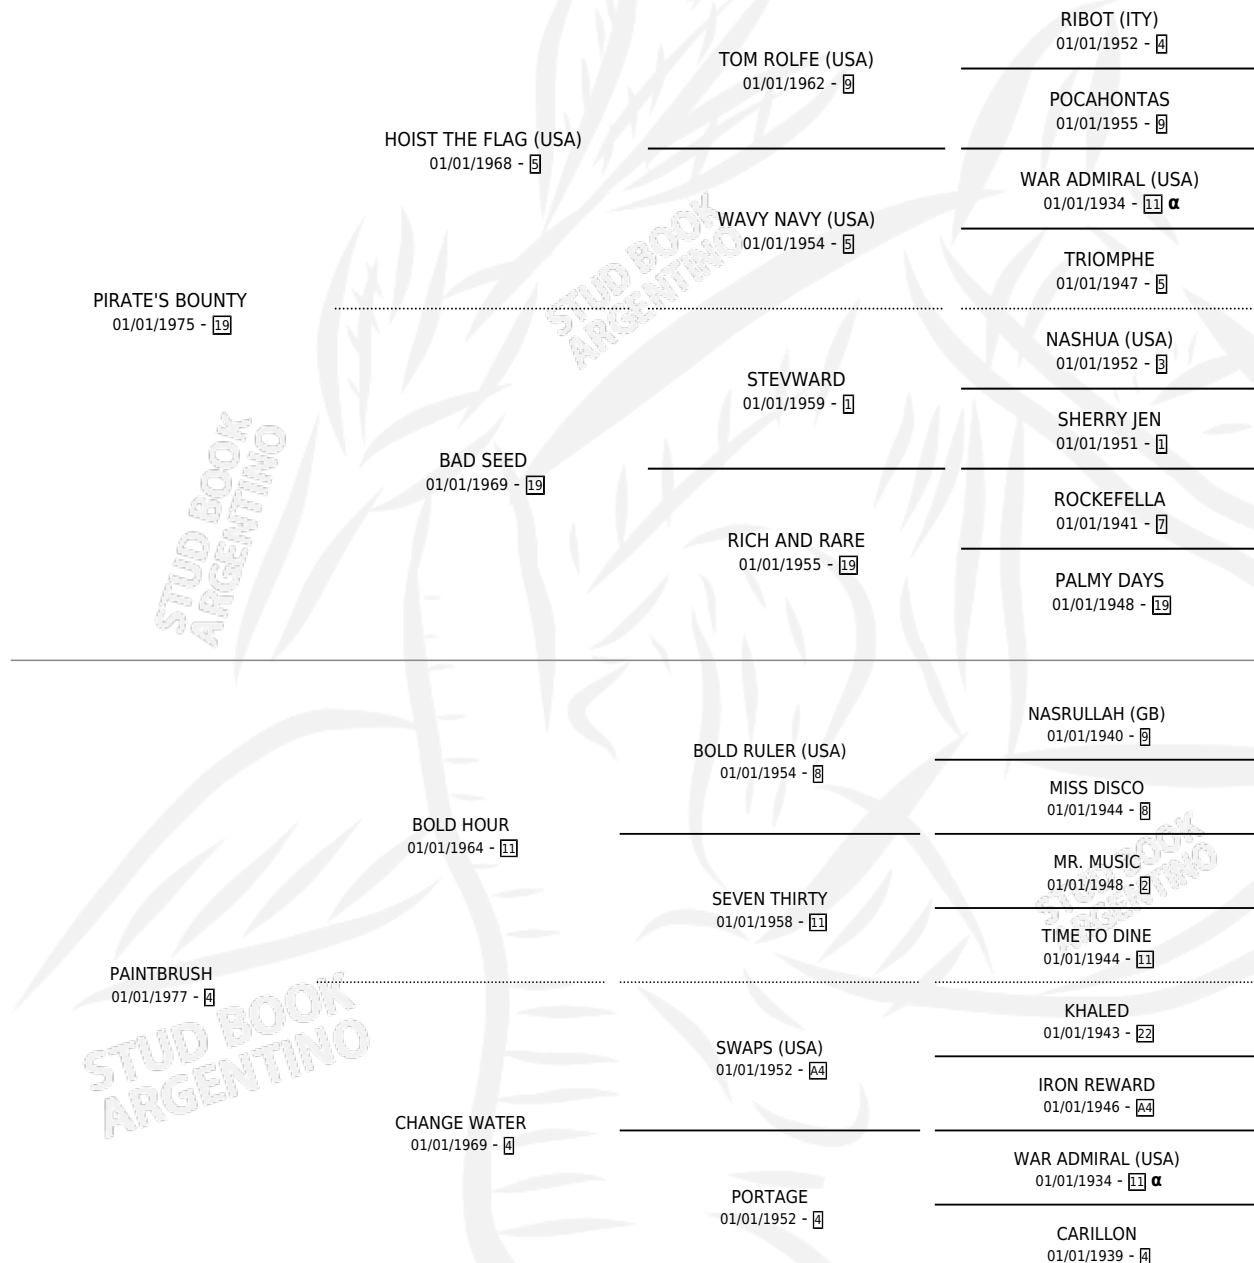 RIBOT (ITY)
01/01/1952 - 4
TOM ROLFE (USA)
01/01/1962 - 9
POCAHONTAS
01/01/1955 - 9
HOIST THE FLAG (USA)
01/01/1968 - 5
WAR ADMIRAL (USA)
01/01/1934 - 11 α
WAVY NAVY (USA)
01/01/1954 - 5
TRIOMPHE
01/01/1947 - 5
PIRATE'S BOUNTY
01/01/1975 - 19
NASHUA (USA)
01/01/1952 - 3
STEVWARD
01/01/1959 - 1
SHERRY JEN
01/01/1951 - 1
BAD SEED
01/01/1969 - 19
ROCKEFELLA
01/01/1941 - 7
RICH AND RARE
01/01/1955 - 19
PALMY DAYS
01/01/1948 - 19
NASRULLAH (GB)
01/01/1940 - 9
BOLD RULER (USA)
01/01/1954 - 8
MISS DISCO
01/01/1944 - 8
BOLD HOUR
01/01/1964 - 11
MR. MUSIC
01/01/1948 - 2
SEVEN THIRTY
01/01/1958 - 11
TIME TO DINE
01/01/1944 - 11
PAINTBRUSH
01/01/1977 - 4
KHALED
01/01/1943 - 22
SWAPS (USA)
01/01/1952 - A4
IRON REWARD
01/01/1946 - A4
CHANGE WATER
01/01/1969 - 4
WAR ADMIRAL (USA)
01/01/1934 - 11 α
PORTAGE
01/01/1952 - 4
CARILLON
01/01/1939 - 4
STUD BOOK
ARGENTINO
STUD BOOK
ARGENTINO
STUD BOOK
ARGENTINO
STUD BOOK
ARGENTINO